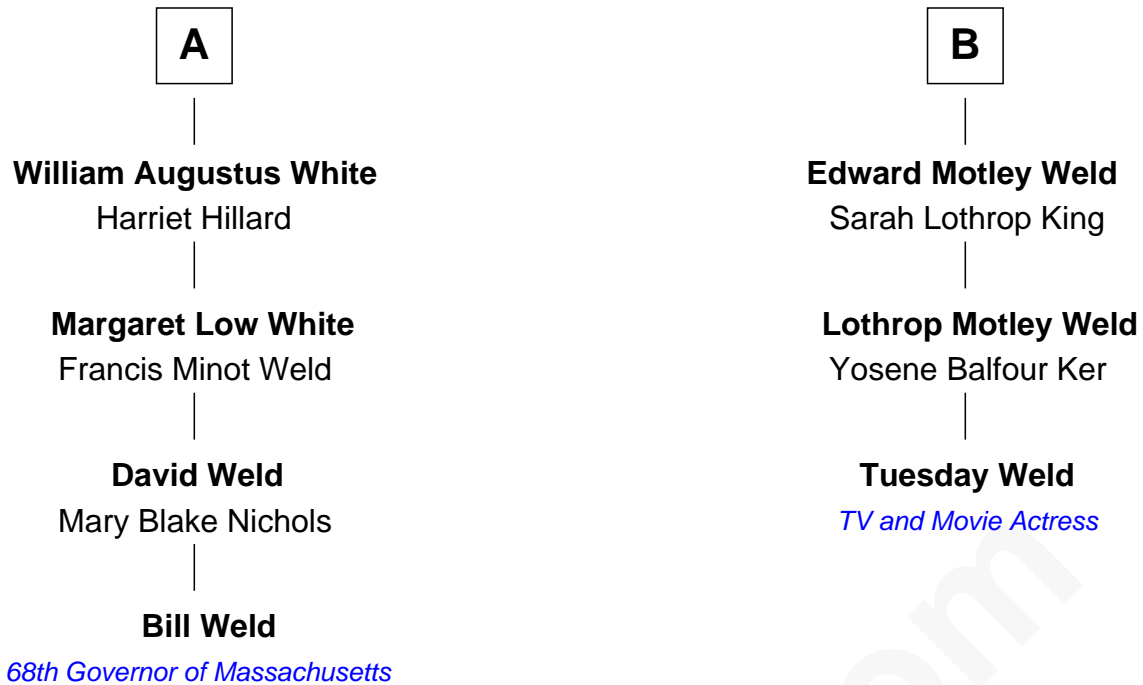 A
William Augustus White
Harriet Hillard
Margaret Low White
Francis Minot Weld
David Weld
Mary Blake Nichols
Bill Weld
68th Governor of Massachusetts
B
Edward Motley Weld
Sarah Lothrop King
Lothrop Motley Weld
Yosene Balfour Ker
Tuesday Weld
TV and Movie Actress
om